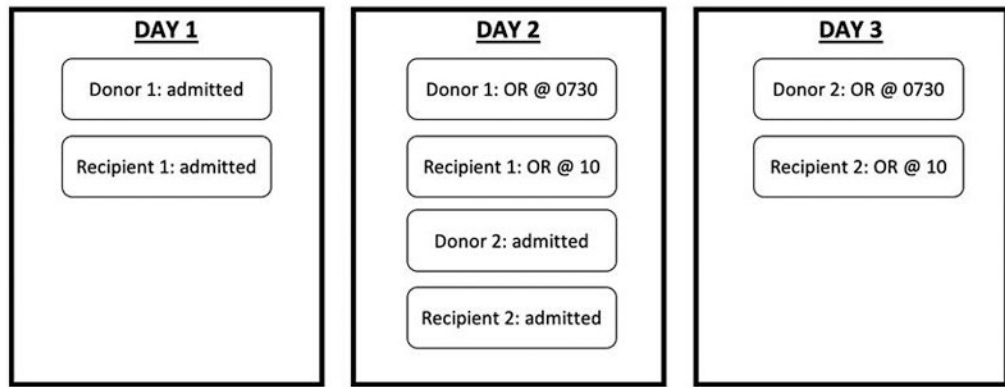 DAY 1
Donor 1: admitted
Recipient 1: admitted
DAY 2
Donor 1: OR @ 0730
Recipient 1: OR @ 10
Donor 2: admitted
Recipient 2: admitted
DAY 3
Donor 2: OR @ 0730
Recipient 2: OR @ 10